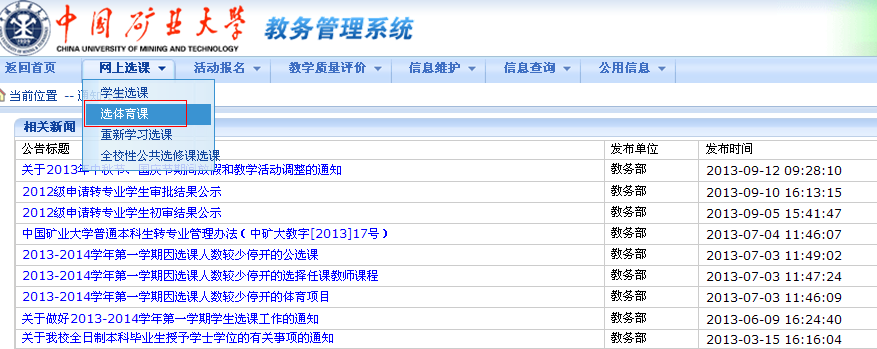 中国矿业大学 教务管理系统
CHINA UNIVERSITY OF MINING AND TECHNOLOGY
返回首页 网上选课 活动报名 教学质量评价 信息维护 信息查询 公用信息
当前位置 -- 通知
学生选课
选体育课
重新学习选课
全校性公共选修课选课
相关新闻
公告标题 发布单位 发布时间
关于2013年中秋节、国庆节期间放假和教学活动调整的通知 教务部 2013-09-12 09:28:10
2012级申请转专业学生审批结果公示 教务部 2013-09-10 16:13:15
2012级申请转专业学生初审结果公示 教务部 2013-09-05 15:41:47
中国矿业大学普通本科生转专业管理办法（中矿大教字[2013]17号） 教务部 2013-07-04 11:46:07
2013-2014学年第一学期因选课人数较少停开的公选课 教务部 2013-07-03 11:49:02
2013-2014学年第一学期因选课人数较少停开的选择任课教师课程 教务部 2013-07-03 11:47:24
2013-2014学年第一学期因选课人数较少停开的体育项目 教务部 2013-07-03 11:46:09
关于做好2013-2014学年第一学期学生选课工作的通知 教务部 2013-06-09 16:24:40
关于我校全日制本科毕业生授予学士学位的有关事项的通知 教务部 2013-03-15 16:16:04